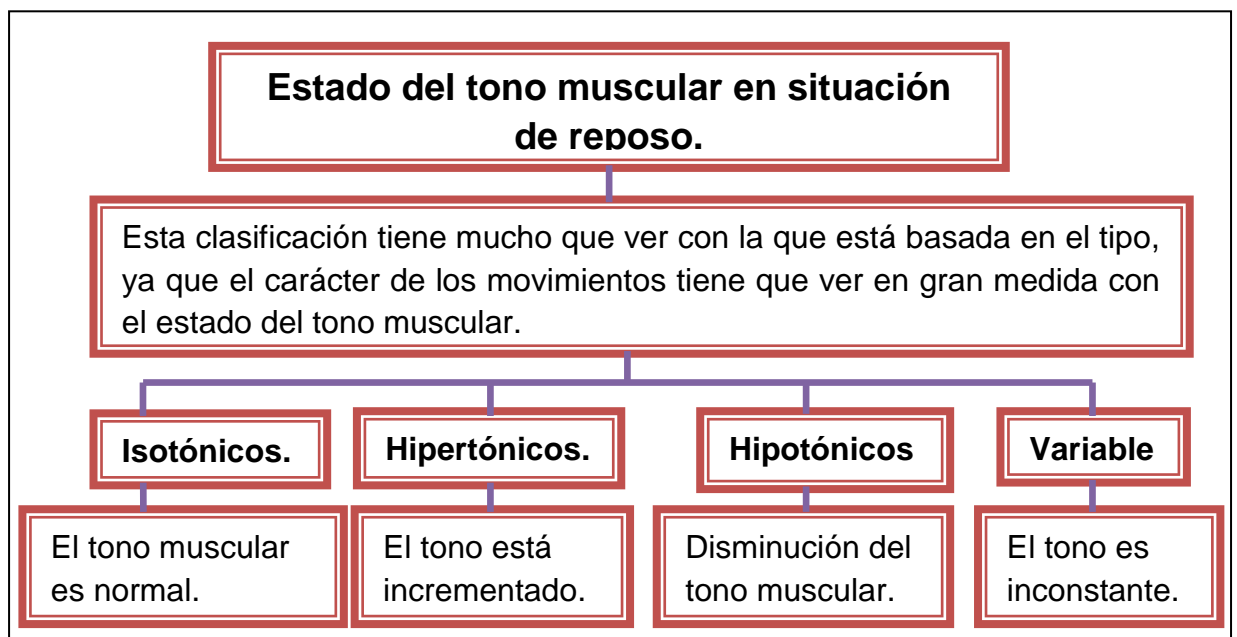 Estado del tono muscular en situación
de reposo.
Esta clasificación tiene mucho que ver con la que está basada en el tipo,
ya que el carácter de los movimientos tiene que ver en gran medida con
el estado del tono muscular.
Isotónicos.
Hipertónicos.
Hipotónicos
Variable
El tono muscular
es normal.
El tono está
incrementado.
Disminución del
tono muscular.
El tono es
inconstante.